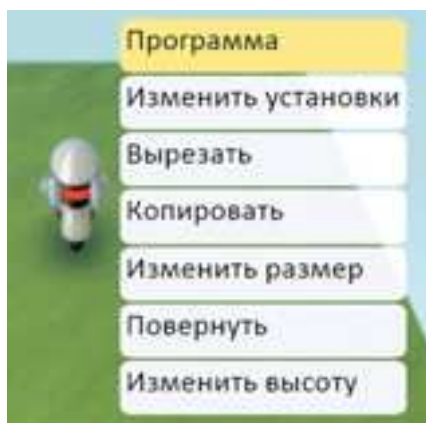 Программа
Изменить установки
Вырезать
Копировать
Изменить размер
Повернуть
Изменить высоту